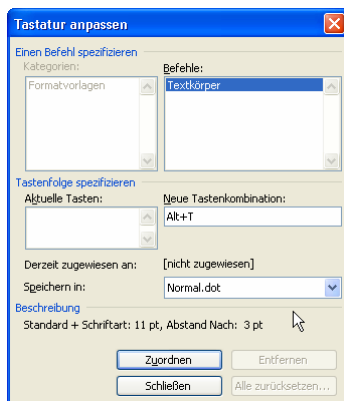 Tastatur anpassen
Einen Befehl spezifizieren
Kategorien:
Befehle:
Formatvorlagen
Textkörper
Tastenfolge spezifizieren
Aktuelle Tasten:
Neue Tastenkombination:
Alt+T
Derzeit zugewiesen an:
[nicht zugewiesen]
Speichern in:
Normal.dot
Beschreibung
Standard + Schriftart: 11 pt, Abstand Nach: 3 pt
Zuordnen
Entfernen
Schließen
Alle zurücksetzen...